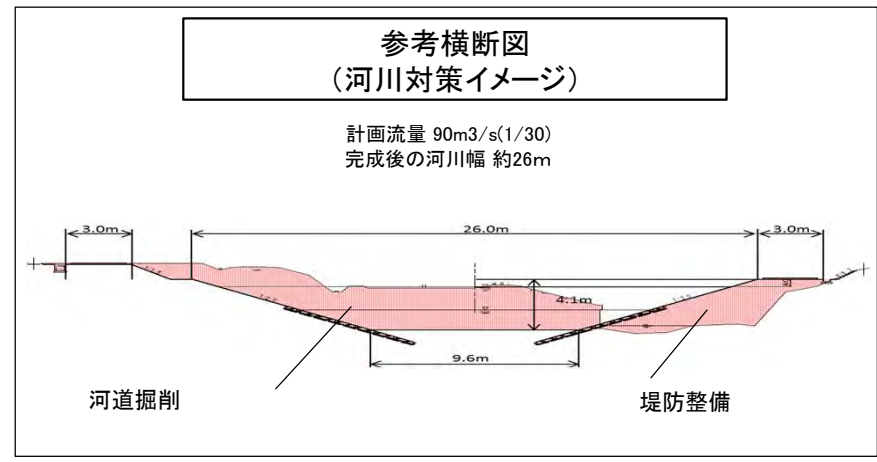 参考横断図
（河川対策イメージ）
計画流量 90m3/s(1/30)
完成後の河川幅 約26m
3.0m
26.0m
3.0m
4.1m
9.6m
河道掘削
堤防整備